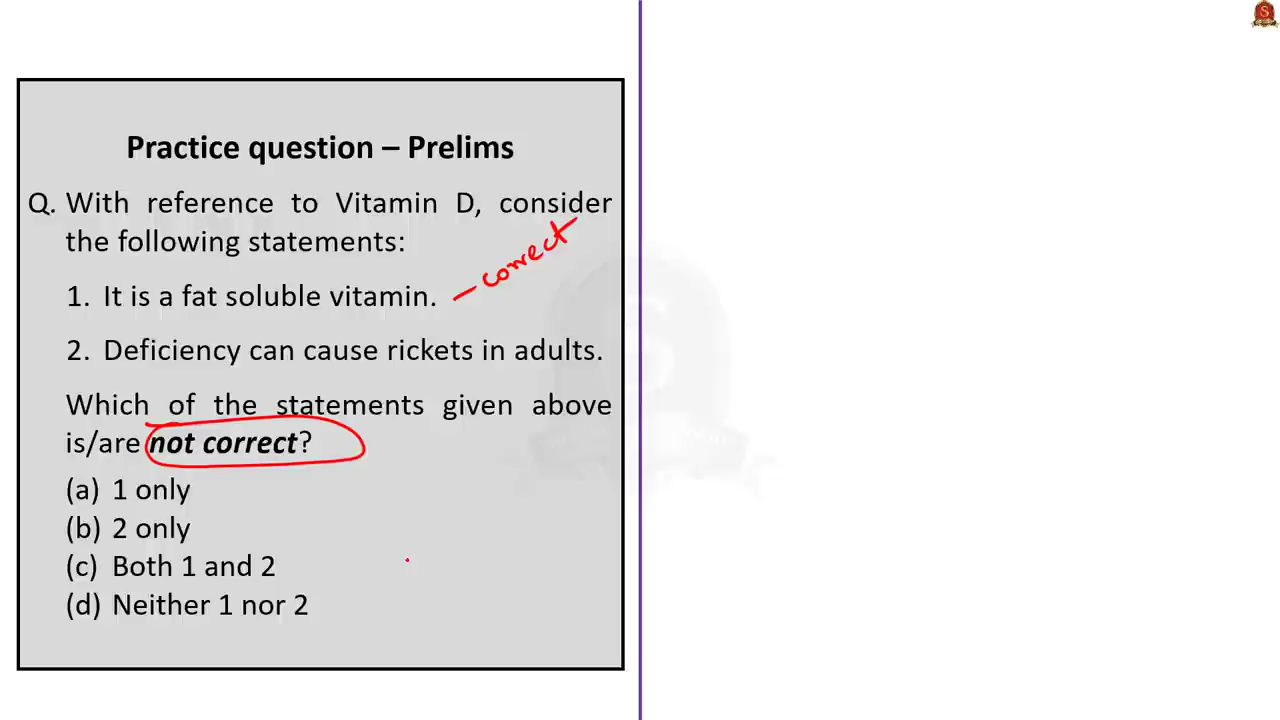 Practice question – Prelims
Q. With reference to Vitamin D, consider
the following statements:
1. It is a fat soluble vitamin. – correct
2. Deficiency can cause rickets in adults.
Which of the statements given above
is/are not correct?
(a) 1 only
(b) 2 only
(c) Both 1 and 2
(d) Neither 1 nor 2
S